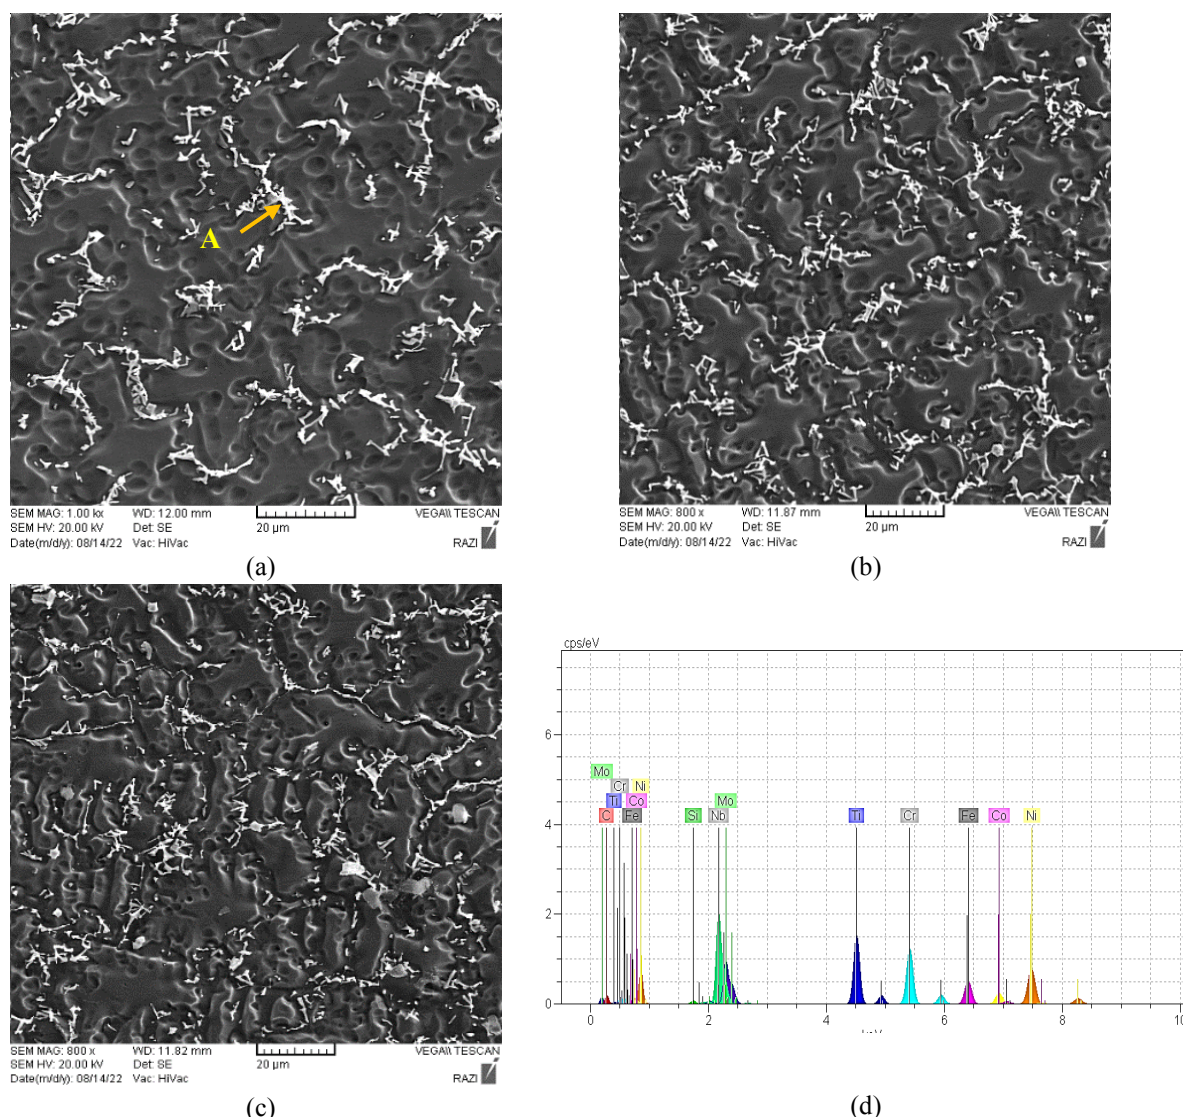 A
SEM MAG: 1.00 kx WD: 12.00 mm VEGA\\ TESCAN
SEM HV: 20.00 kV Det: SE 20 µm
Date(m/d/y): 08/14/22 Vac: HiVac RAZI
(a)
SEM MAG: 800 x WD: 11.87 mm VEGA\\ TESCAN
SEM HV: 20.00 kV Det: SE 20 µm
Date(m/d/y): 08/14/22 Vac: HiVac RAZI
(b)
SEM MAG: 800 x WD: 11.82 mm VEGA\\ TESCAN
SEM HV: 20.00 kV Det: SE 20 µm
Date(m/d/y): 08/14/22 Vac: HiVac RAZI
(c)
cps/eV
6
4
2
0
Mo
Cr Ni
Ti Co Mo
C Fe Si Nb Ti Cr Fe Co Ni
0 2 4 6 8 10
(d)